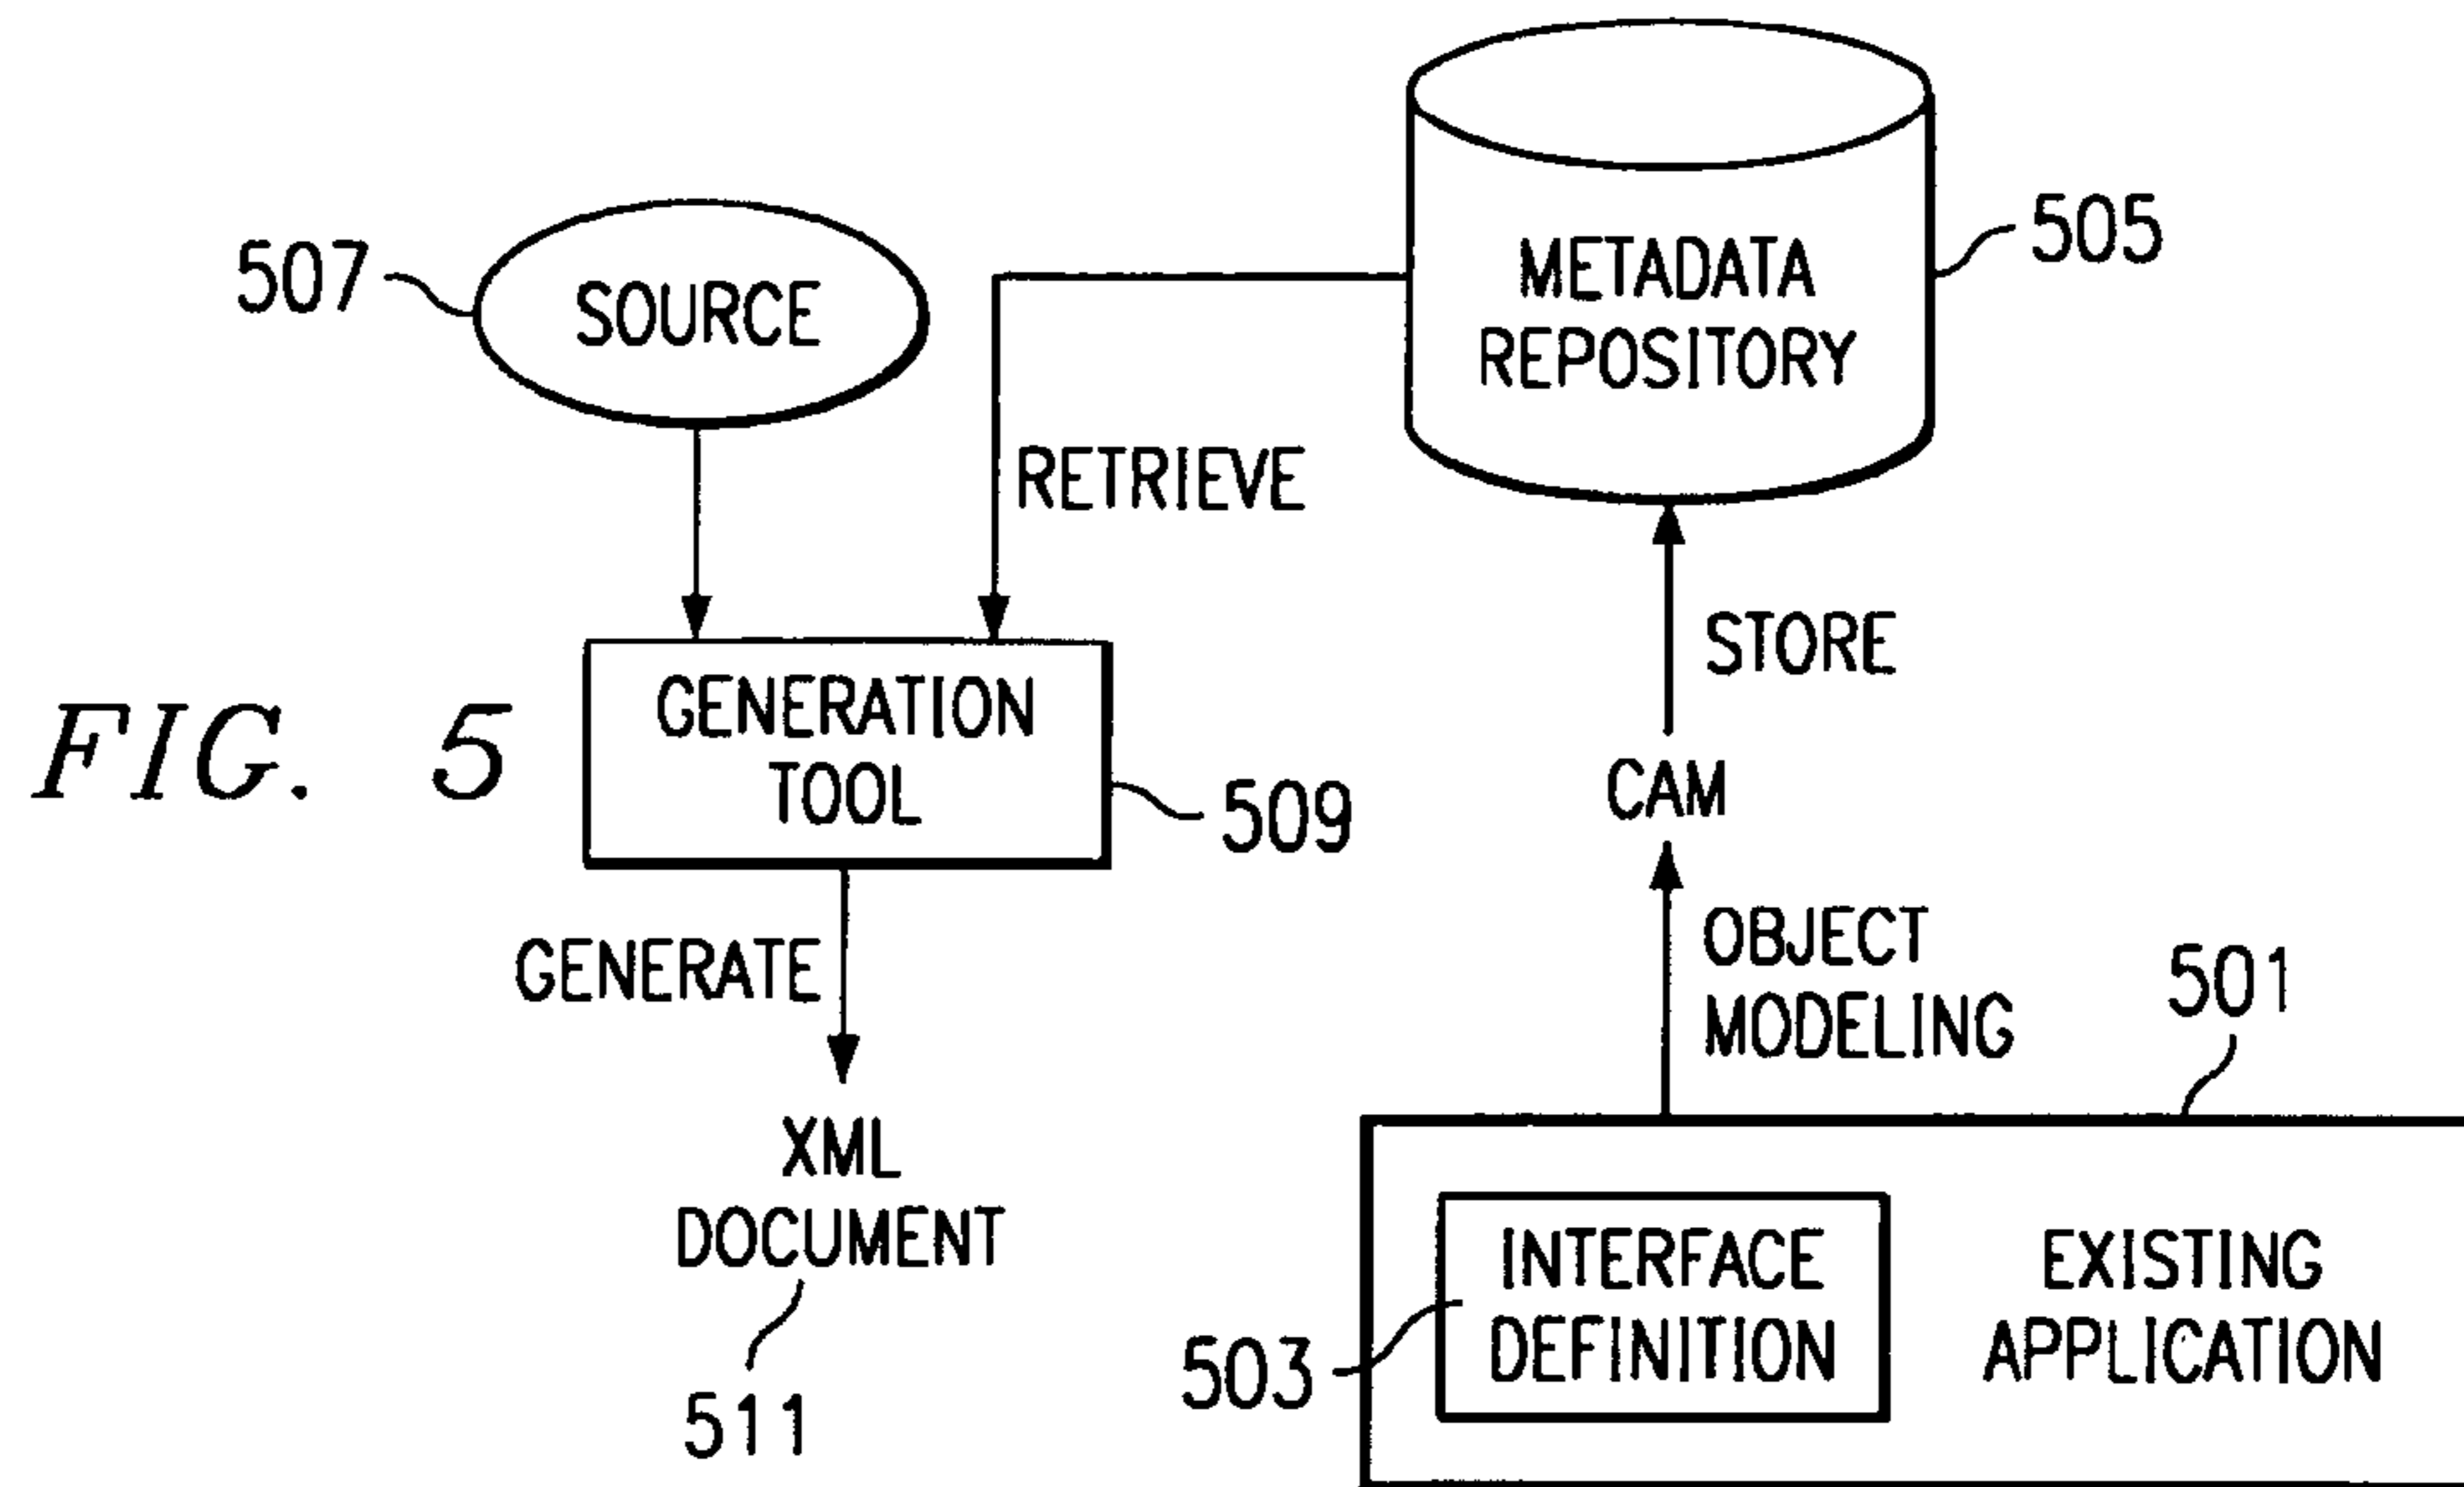 507
SOURCE
METADATA
REPOSITORY
505
RETRIEVE
STORE
FIG. 5
GENERATION
TOOL
509
CAM
GENERATE
OBJECT
MODELING
501
XML
DOCUMENT
511
503
INTERFACE
DEFINITION
EXISTING
APPLICATION